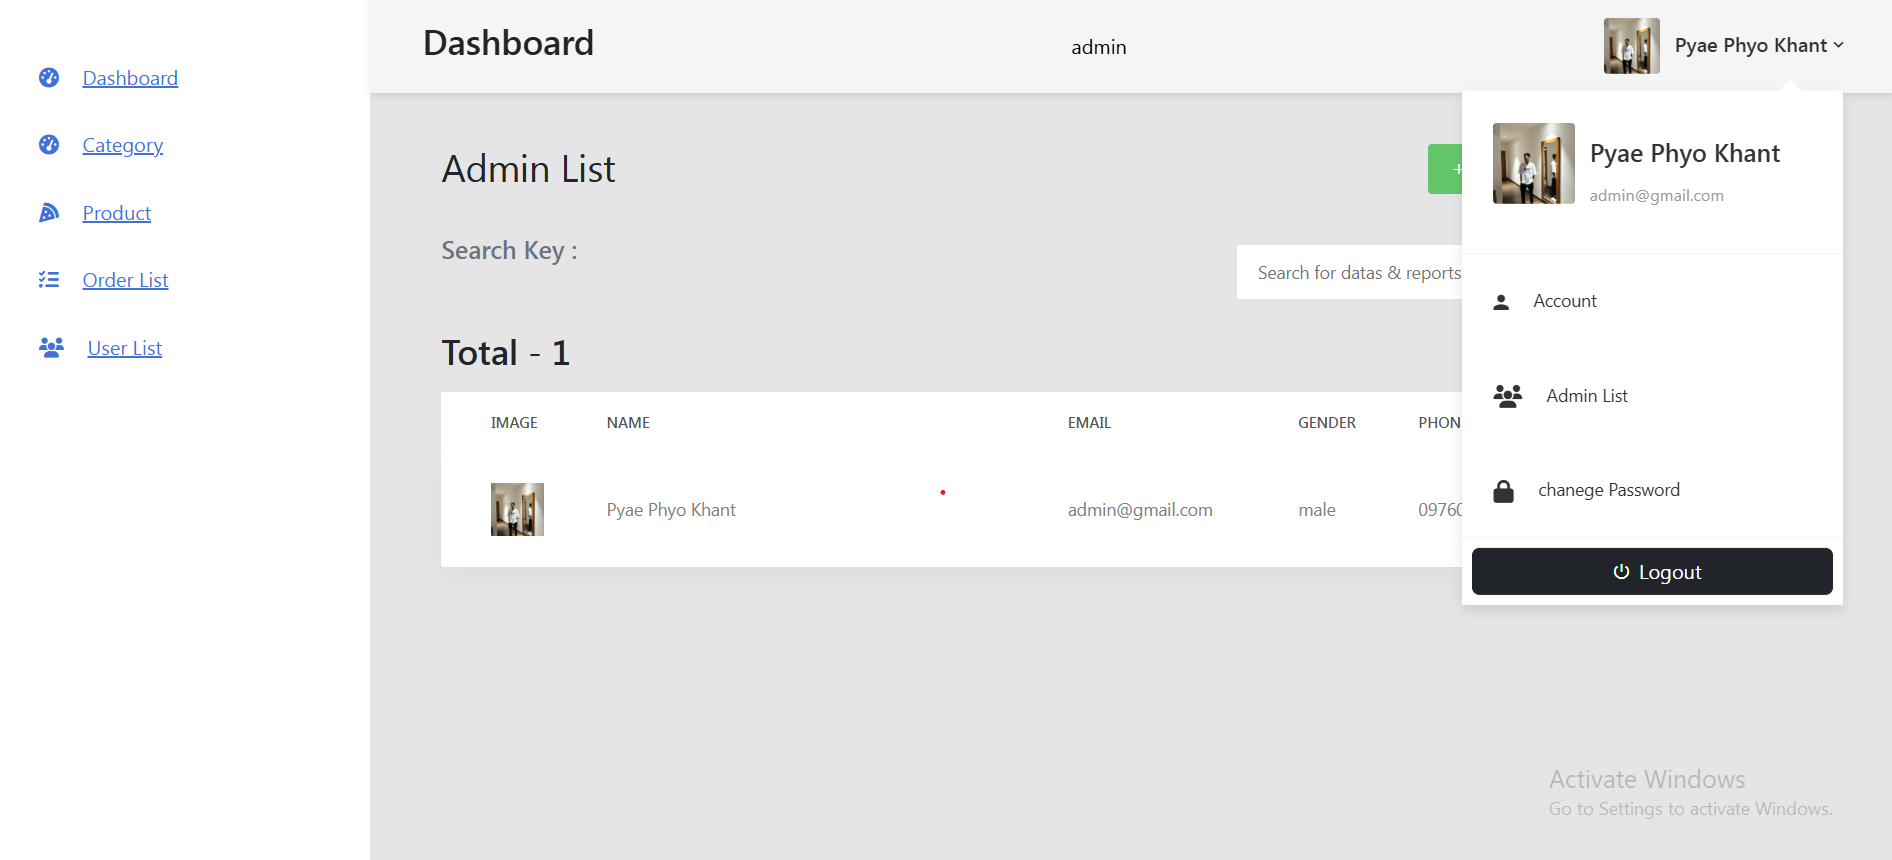 Dashboard
Category
Product
Order List
User List
Dashboard
admin
Pyae Phyo Khant
Admin List
+
Search Key :
Search for datas & reports
Total - 1
IMAGE NAME EMAIL GENDER PHON
Pyae Phyo Khant admin@gmail.com male 0976
Pyae Phyo Khant
admin@gmail.com
Account
Admin List
chanege Password
Logout
Activate Windows
Go to Settings to activate Windows.